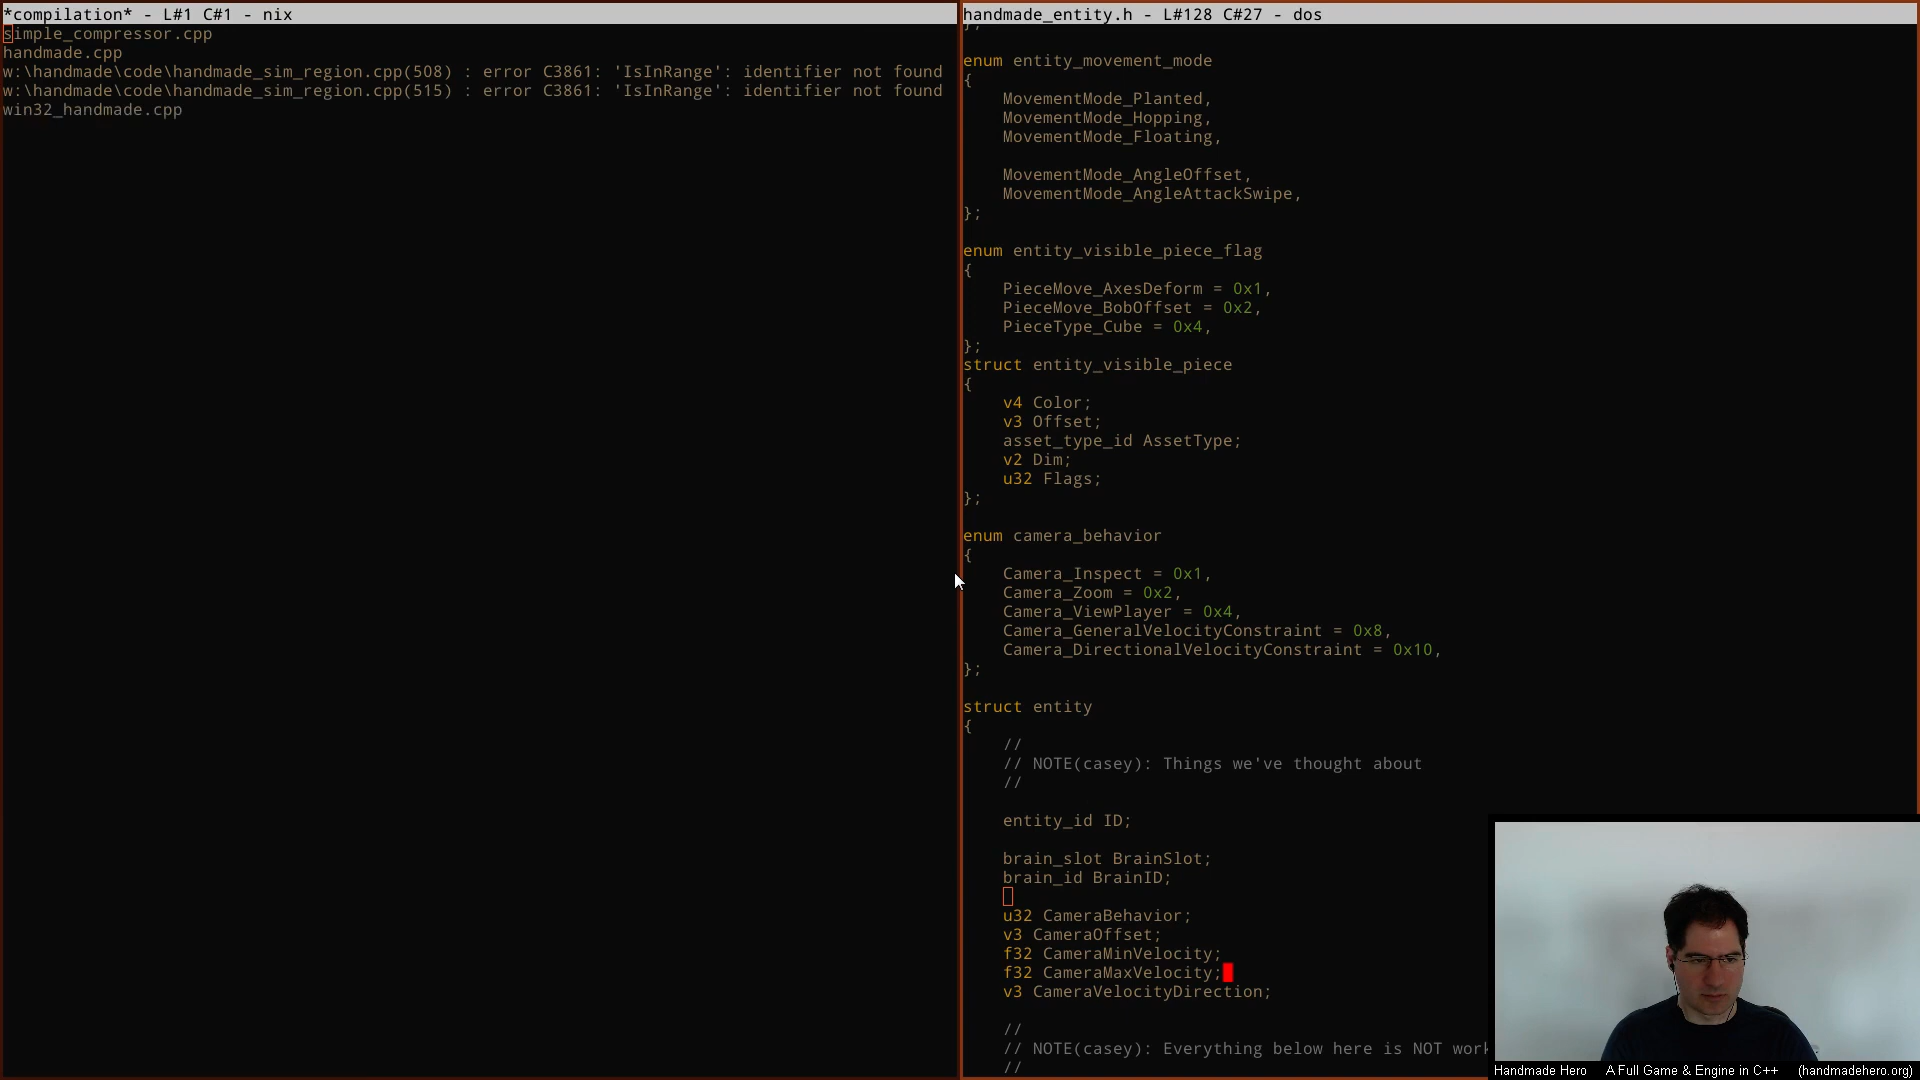 *compilation* - L#1 C#1 - nix
simple_compressor.cpp
handmade.cpp
w:\handmade\code\handmade_sim_region.cpp(508) : error C3861: 'IsInRange': identifier not found
w:\handmade\code\handmade_sim_region.cpp(515) : error C3861: 'IsInRange': identifier not found
win32_handmade.cpp
handmade_entity.h - L#128 C#27 - dos
};
enum entity_movement_mode
{
MovementMode_Planted,
MovementMode_Hopping,
MovementMode_Floating,
MovementMode_AngleOffset,
MovementMode_AngleAttackSwipe,
};
enum entity_visible_piece_flag
{
PieceMove_AxesDeform = 0x1,
PieceMove_BobOffset = 0x2,
PieceType_Cube = 0x4,
};
struct entity_visible_piece
{
v4 Color;
v3 Offset;
asset_type_id AssetType;
v2 Dim;
u32 Flags;
};
enum camera_behavior
{
Camera_Inspect = 0x1,
Camera_Zoom = 0x2,
Camera_ViewPlayer = 0x4,
Camera_GeneralVelocityConstraint = 0x8,
Camera_DirectionalVelocityConstraint = 0x10,
};
struct entity
{
//
// NOTE(casey): Things we've thought about
//
entity_id ID;
brain_slot BrainSlot;
brain_id BrainID;
u32 CameraBehavior;
v3 CameraOffset;
f32 CameraMinVelocity;
f32 CameraMaxVelocity;
v3 CameraVelocityDirection;
//
// NOTE(casey): Everything below here is NOT work
//
Handmade Hero A Full Game & Engine in C++ (handmadehero.org)